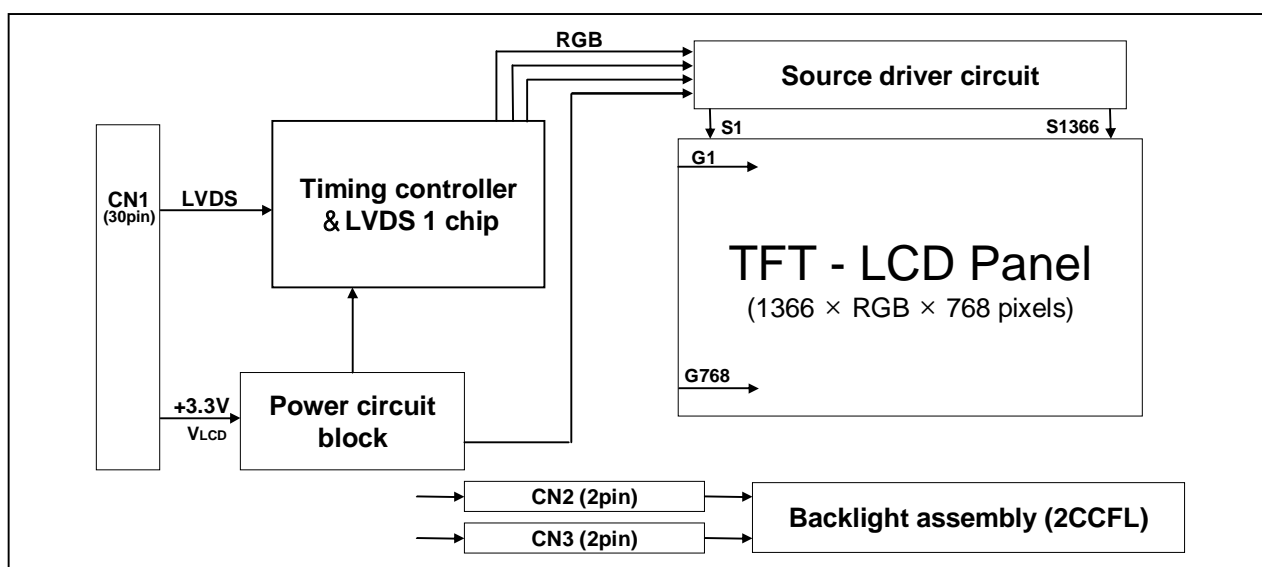 RGB
Source driver circuit
S1
S1366
CN1
(30pin)
LVDS
Timing controller
&LVDS 1 chip
G1
TFT - LCD Panel
(1366 × RGB × 768 pixels)
G768
+3.3V
VLCD
Power circuit
block
CN2 (2pin)
CN3 (2pin)
Backlight assembly (2CCFL)